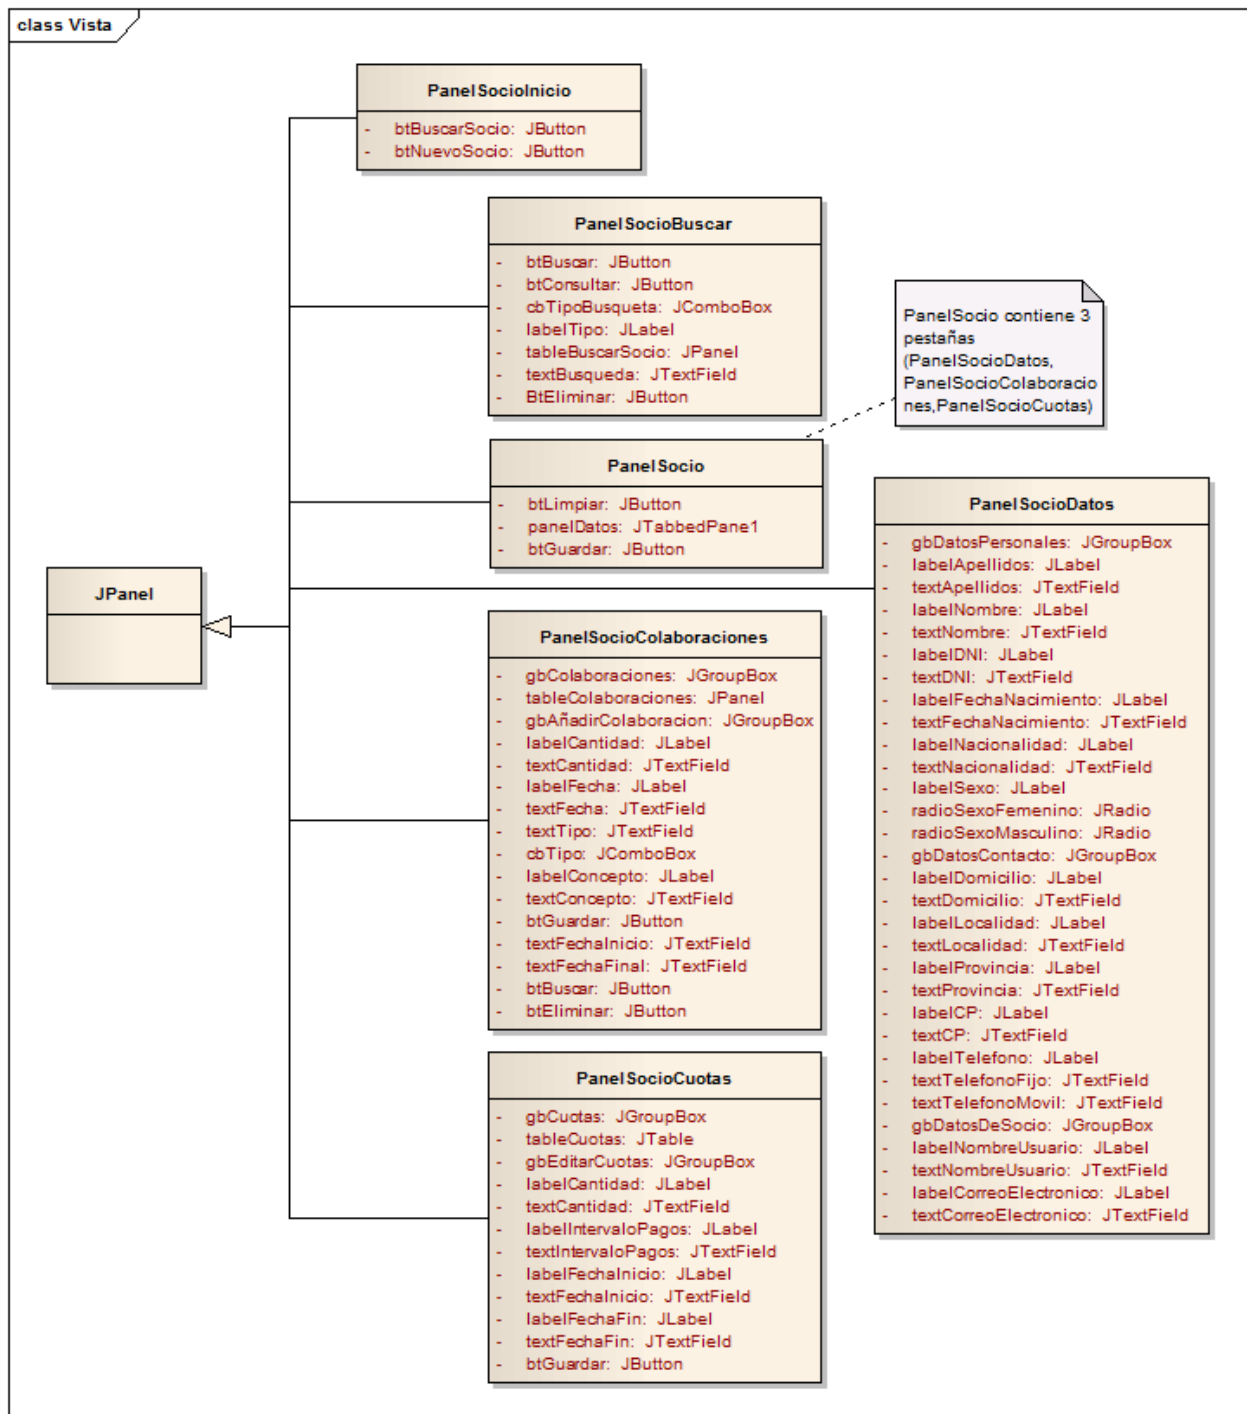 class Vista
PanelSocioInicio
- btBuscarSocio: JButton
- btNuevoSocio: JButton
PanelSocioBuscar
- btBuscar: JButton
- btConsultar: JButton
- cbTipoBusqueta: JComboBox
- labelTipo: JLabel
- tableBuscarSocio: JPanel
- textBusqueda: JTextField
- BtEliminar: JButton
PanelSocio contiene 3
pestañas
(PanelSocioDatos,
PanelSocioColaboracio
nes,PanelSocioCuotas)
PanelSocio
- btLimpiar: JButton
- panelDatos: JTabbedPane1
- btGuardar: JButton
JPanel
PanelSocioColaboraciones
- gbColaboraciones: JGroupBox
- tableColaboraciones: JPanel
- gbAñadirColaboracion: JGroupBox
- labelCantidad: JLabel
- textCantidad: JTextField
- labelFecha: JLabel
- textFecha: JTextField
- textTipo: JTextField
- cbTipo: JComboBox
- labelConcepto: JLabel
- textConcepto: JTextField
- btGuardar: JButton
- textFechaInicio: JTextField
- textFechaFinal: JTextField
- btBuscar: JButton
- btEliminar: JButton
PanelSocioCuotas
- gbCuotas: JGroupBox
- tableCuotas: JTable
- gbEditarCuotas: JGroupBox
- labelCantidad: JLabel
- textCantidad: JTextField
- labelIntervaloPagos: JLabel
- textIntervaloPagos: JTextField
- labelFechaInicio: JLabel
- textFechaInicio: JTextField
- labelFechaFin: JLabel
- textFechaFin: JTextField
- btGuardar: JButton
PanelSocioDatos
- gbDatosPersonales: JGroupBox
- labelApellidos: JLabel
- textApellidos: JTextField
- labelNombre: JLabel
- textNombre: JTextField
- labelDNI: JLabel
- textDNI: JTextField
- labelFechaNacimiento: JLabel
- textFechaNacimiento: JTextField
- labelNacionalidad: JLabel
- textNacionalidad: JTextField
- labelSexo: JLabel
- radioSexoFemenino: JRadio
- radioSexoMasculino: JRadio
- gbDatosContacto: JGroupBox
- labelDomicilio: JLabel
- textDomicilio: JTextField
- labelLocalidad: JLabel
- textLocalidad: JTextField
- labelProvincia: JLabel
- textProvincia: JTextField
- labelCP: JLabel
- textCP: JTextField
- labelTelefono: JLabel
- textTelefonoFijo: JTextField
- textTelefonoMovil: JTextField
- gbDatosDeSocio: JGroupBox
- labelNombreUsuario: JLabel
- textNombreUsuario: JTextField
- labelCorreoElectronico: JLabel
- textCorreoElectronico: JTextField